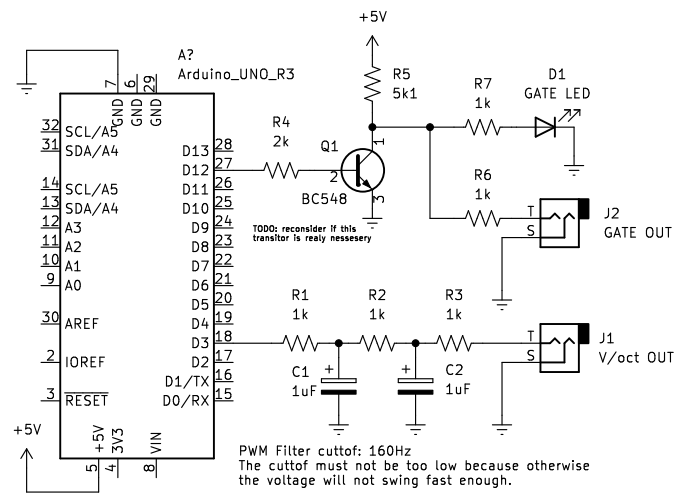 +5V
A?
Arduino_UNO_R3
R5
5k1
R7
1k
D1
GATE LED
7
6
29
GND
GND
GND
32
SCL/A5
31
SDA/A4
14
SCL/A5
13
SDA/A4
12
A3
11
A2
10
A1
9
A0
30
AREF
2
IOREF
3
RESET
D13
28
D12
27
D11
26
D10
25
D9
24
D8
23
D7
22
D6
21
D5
20
D4
19
D3
18
D2
17
D1/TX
16
D0/RX
15
R4
2k
Q1
1
2
3
BC548
TODO: reconsider if this
transitor is realy nessesery
R6
1k
T
S
J2
GATE OUT
R1
1k
R2
1k
R3
1k
C1
1uF
+
C2
1uF
+
T
S
J1
V/oct OUT
+5V
+5V
3V3
VIN
5
4
8
PWM Filter cuttof: 160Hz
The cuttof must not be too low because otherwise
the voltage will not swing fast enough.